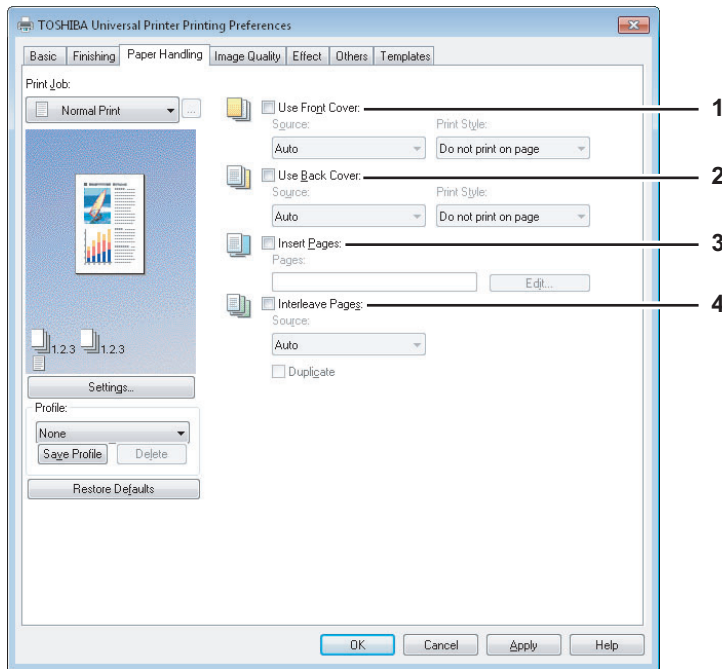 TOSHIBA Universal Printer Printing Preferences
Basic Finishing Paper Handling Image Quality Effect Others Templates
Print Job:
Normal Print ...
1.2.3 1.2.3
Settings...
Profile:
None
Save Profile Delete
Restore Defaults
Use Front Cover: 1
Source: Print Style:
Auto Do not print on page
Use Back Cover: 2
Source: Print Style:
Auto Do not print on page
Insert Pages: 3
Pages:
Edit...
Interleave Pages: 4
Source:
Auto
Duplicate
OK Cancel Apply Help